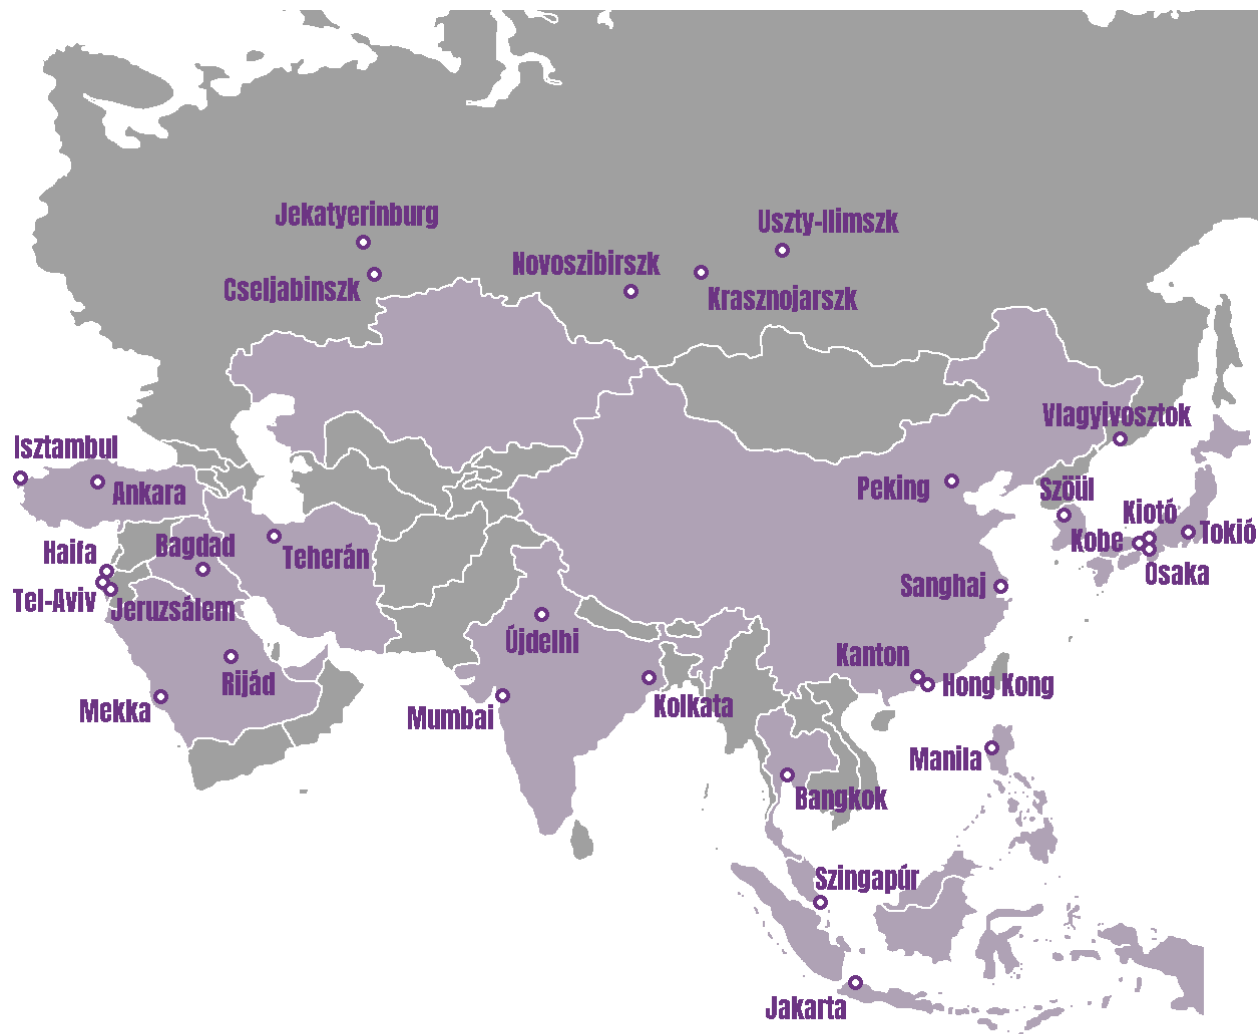 Jekatyerinburg
Uszty-Ilimszk
Novoszibirszk
Cseljabinszk
Krasznojarszk
Vlagyivosztok
Isztambul
Ankara
Peking
Szöül
Kiotó
Tokió
Kobe
Osaka
Haifa
Bagdad
Teherán
Tel-Aviv
Jeruzsálem
Sanghaj
Újdelhi
Kanton
Rijád
Hong Kong
Mekka
Mumbai
Kolkata
Manila
Bangkok
Szingapúr
Jakarta